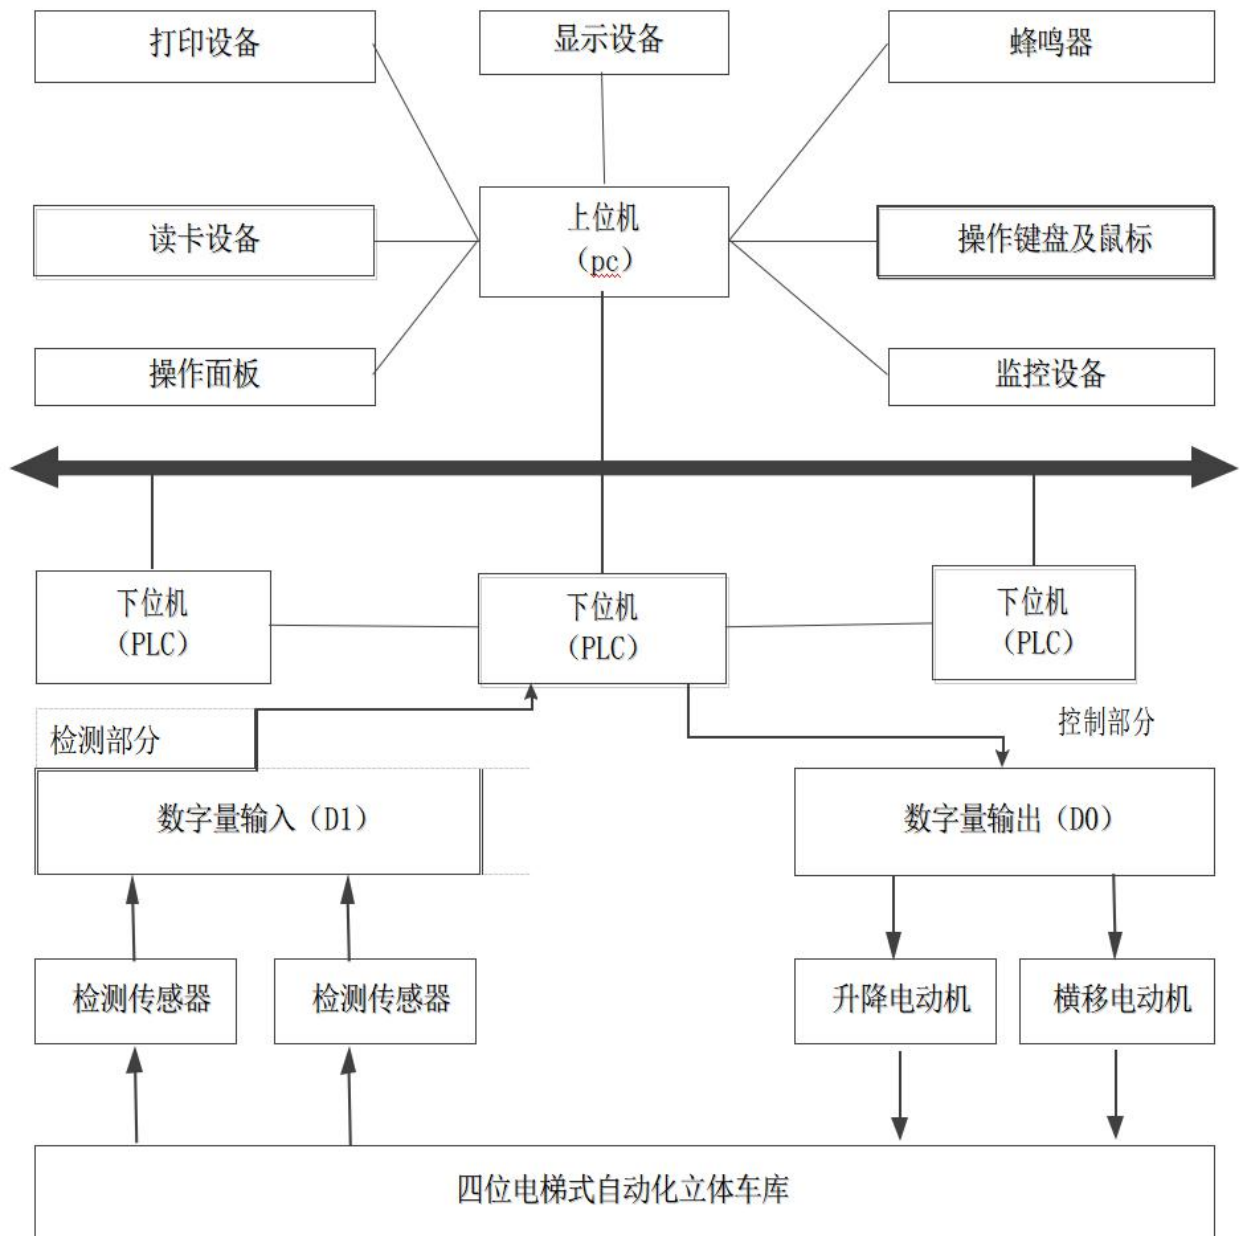 打印设备
显示设备
蜂鸣器
读卡设备
上位机
（pc）
操作键盘及鼠标
操作面板
监控设备
下位机
（PLC）
下位机
（PLC）
下位机
（PLC）
检测部分
控制部分
数字量输入（D1）
数字量输出（D0）
检测传感器
检测传感器
升降电动机
横移电动机
四位电梯式自动化立体车库